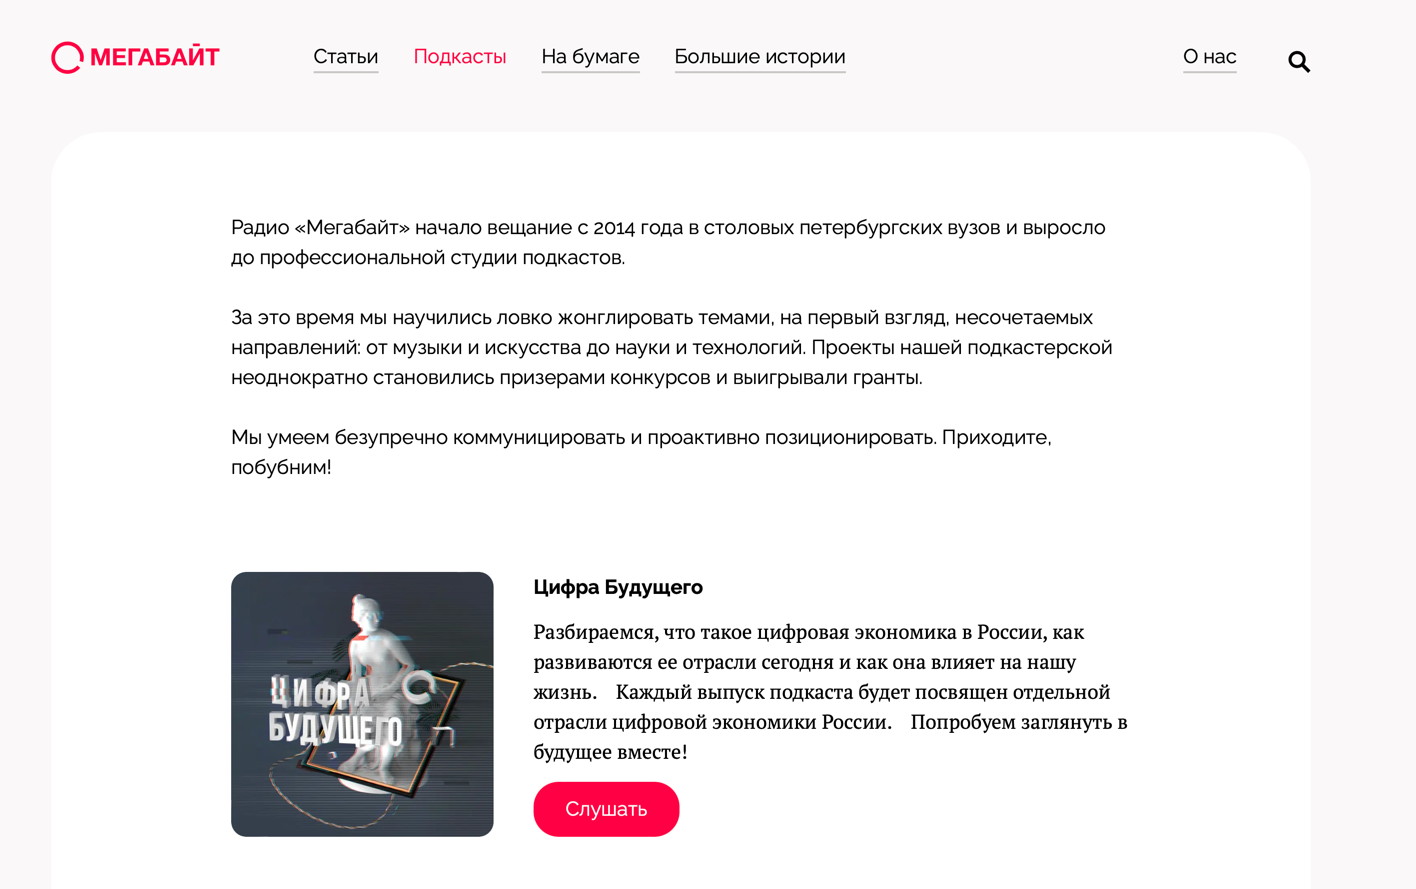 МЕГАБАЙТ
Статьи
Подкасты
На бумаге
Большие истории
О нас
Радио «Мегабайт» начало вещание с 2014 года в столовых петербургских вузов и выросло
до профессиональной студии подкастов.
За это время мы научились ловко жонглировать темами, на первый взгляд, несочетаемых
направлений: от музыки и искусства до науки и технологий. Проекты нашей подкастерской
неоднократно становились призерами конкурсов и выигрывали гранты.
Мы умеем безупречно коммуницировать и проактивно позиционировать. Приходите,
побубним!
ЦИФРА
БУДУЩЕГО
Цифра Будущего
Разбираемся, что такое цифровая экономика в России, как
развиваются ее отрасли сегодня и как она влияет на нашу
жизнь. Каждый выпуск подкаста будет посвящен отдельной
отрасли цифровой экономики России. Попробуем заглянуть в
будущее вместе!
Слушать